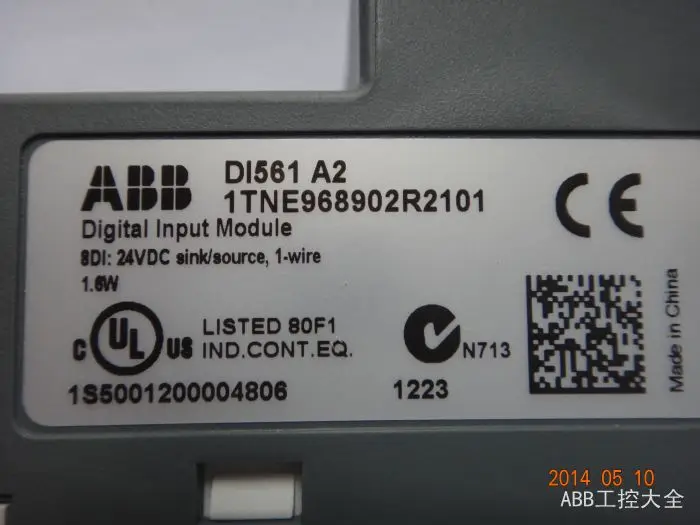 ABB
DI561 A2
1TNE968902R2101
Digital Input Module
8DI: 24VDC sink/source, 1-wire
1.6W
CE
C UL US
LISTED 80F1
IND.CONT.EQ.
N713
1S5001200004806
1223
Made in China
2014 05 10
ABB工控大全